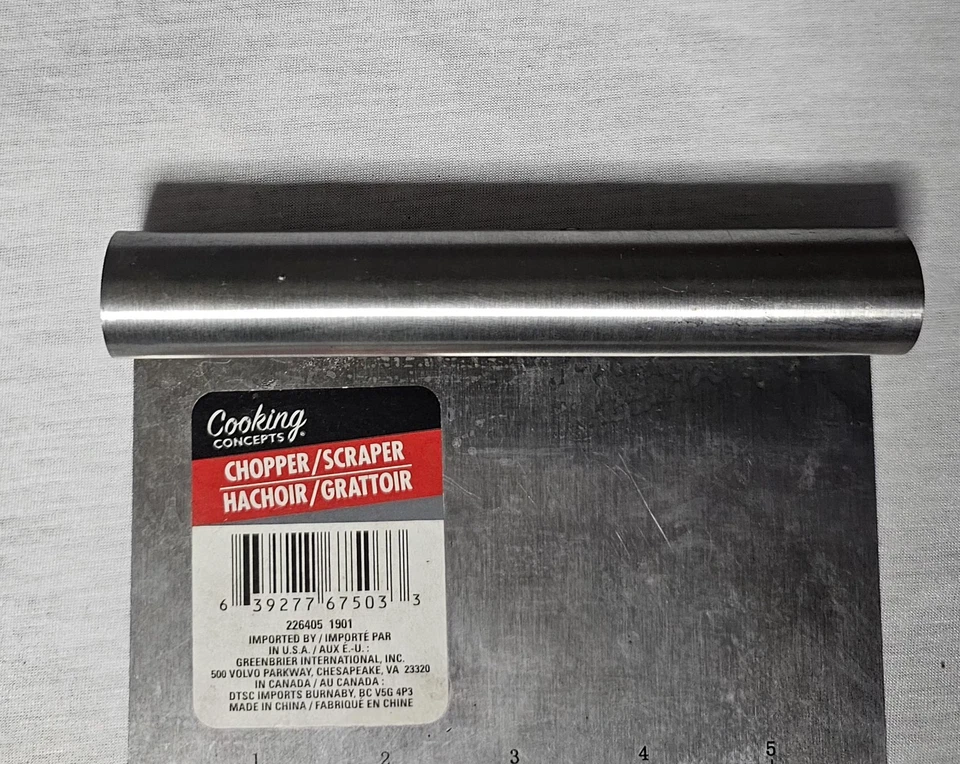 Cooking
CONCEPTS®
CHOPPER/SCRAPER
HACHOIR/GRATTOIR
6 39277 67503 3
226405 1901
IMPORTED BY / IMPORTÉ PAR
IN U.S.A. / AUX É.-U. :
GREENBRIER INTERNATIONAL, INC.
500 VOLVO PARKWAY, CHESAPEAKE, VA 23320
IN CANADA / AU CANADA :
DTSC IMPORTS BURNABY, BC V5G 4P3
MADE IN CHINA / FABRIQUÉ EN CHINE
1 2 3 4 5